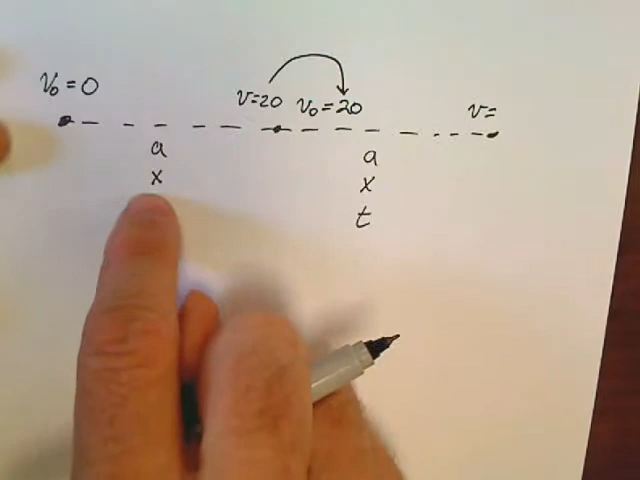 V₀ = 0
V=20 V₀ = 20
V=
a
x
a
x
t